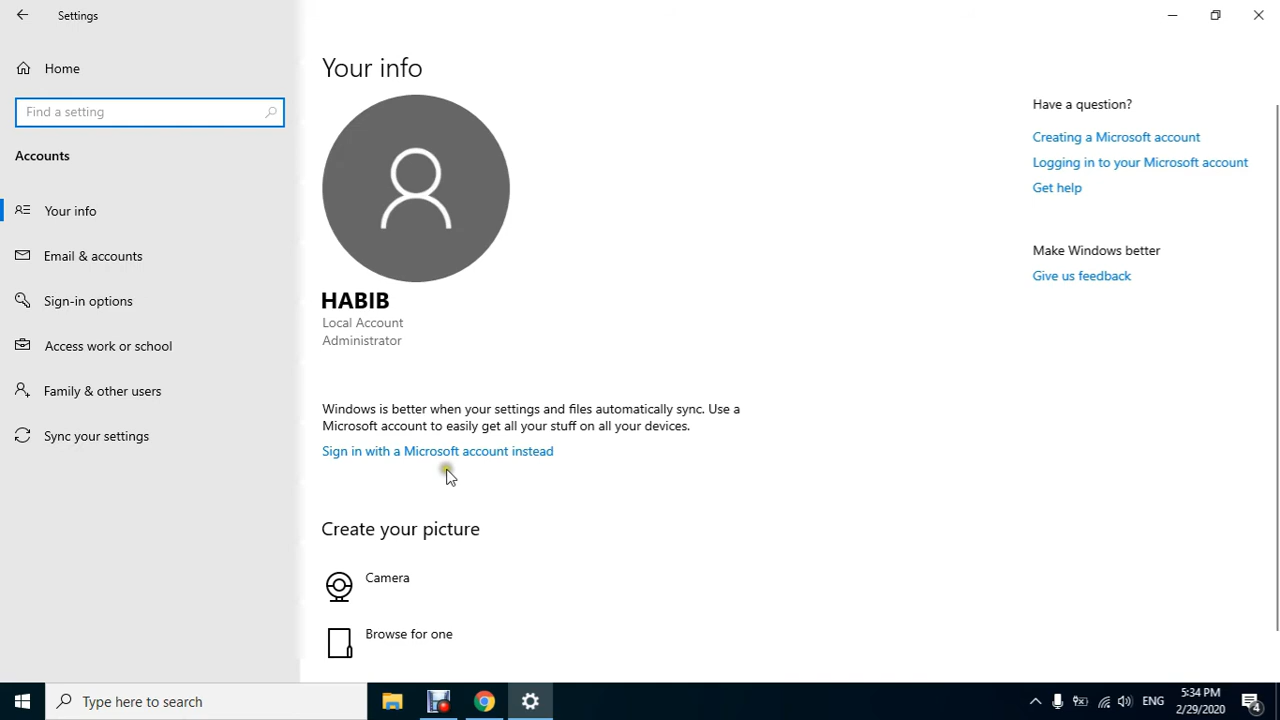 Settings
Home
Find a setting
Accounts
Your info
Email & accounts
Sign-in options
Access work or school
Family & other users
Sync your settings
Your info
HABIB
Local Account
Administrator
Windows is better when your settings and files automatically sync. Use a
Microsoft account to easily get all your stuff on all your devices.
Sign in with a Microsoft account instead
Create your picture
Camera
Browse for one
Have a question?
Creating a Microsoft account
Logging in to your Microsoft account
Get help
Make Windows better
Give us feedback
Type here to search
ENG
5:34 PM
2/29/2020
4